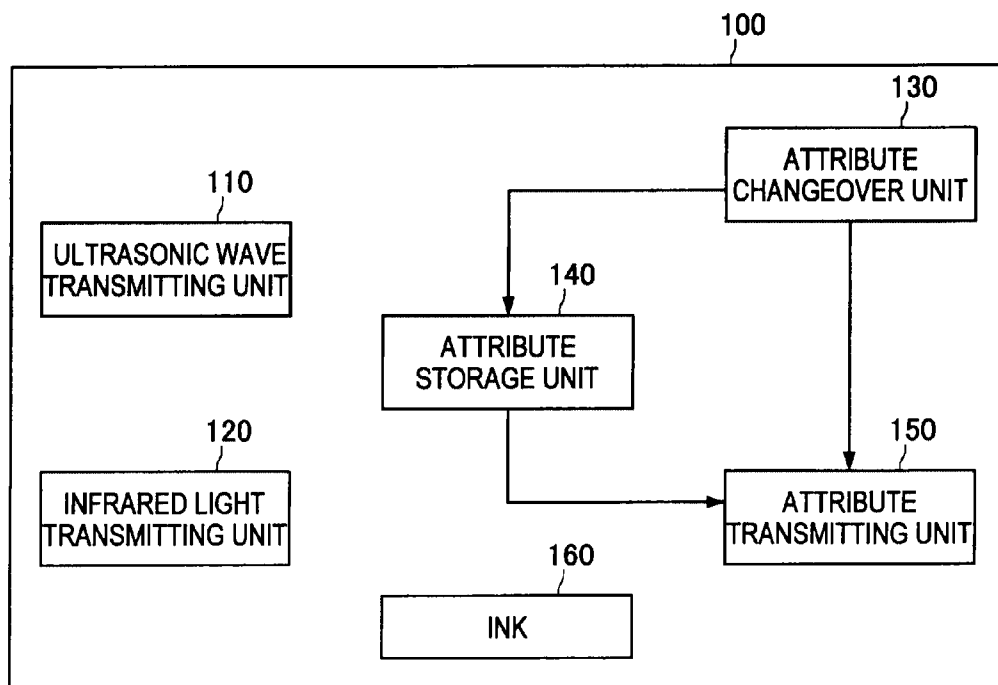 100
130
ATTRIBUTE
CHANGEOVER UNIT
110
ULTRASONIC WAVE
TRANSMITTING UNIT
140
ATTRIBUTE
STORAGE UNIT
120
INFRARED LIGHT
TRANSMITTING UNIT
150
ATTRIBUTE
TRANSMITTING UNIT
160
INK